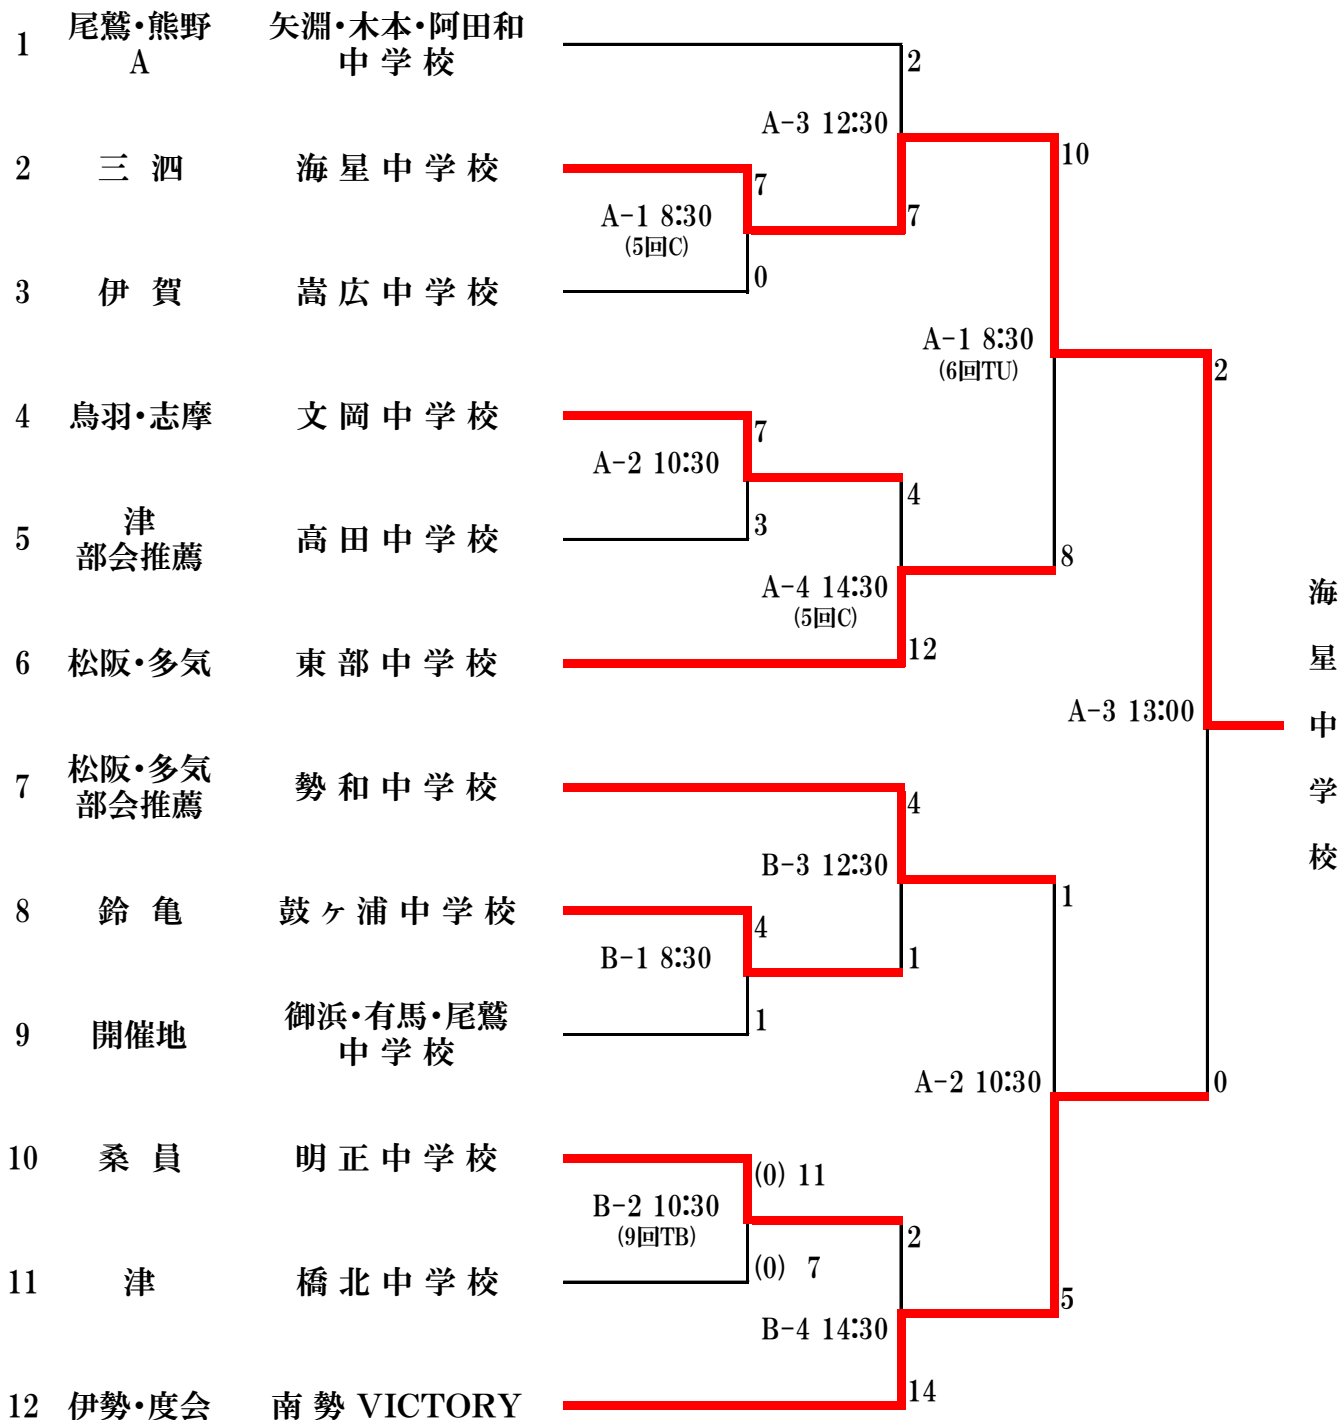 1 尾鷲・熊野 A 矢淵・木本・阿田和 中学校
2
A-3 12:30
10
2 三 泗 海星中学校
7
A-1 8:30
(5回C)
7
0
3 伊 賀 嵩広中学校
A-1 8:30
(6回TU)
2
4 鳥羽・志摩 文岡中学校
7
A-2 10:30
4
3
5 津 部会推薦 高田中学校
8
A-4 14:30
(5回C)
12
6 松阪・多気 東部中学校
海星中学校
A-3 13:00
7 松阪・多気 部会推薦 勢和中学校
4
B-3 12:30
1
8 鈴 亀 鼓ヶ浦中学校
4
B-1 8:30
1
1
9 開催地 御浜・有馬・尾鷲 中学校
A-2 10:30
0
10 桑 員 明正中学校
(0) 11
B-2 10:30
(9回TB)
2
(0) 7
11 津 橋北中学校
5
B-4 14:30
14
12 伊勢・度会 南勢 VICTORY